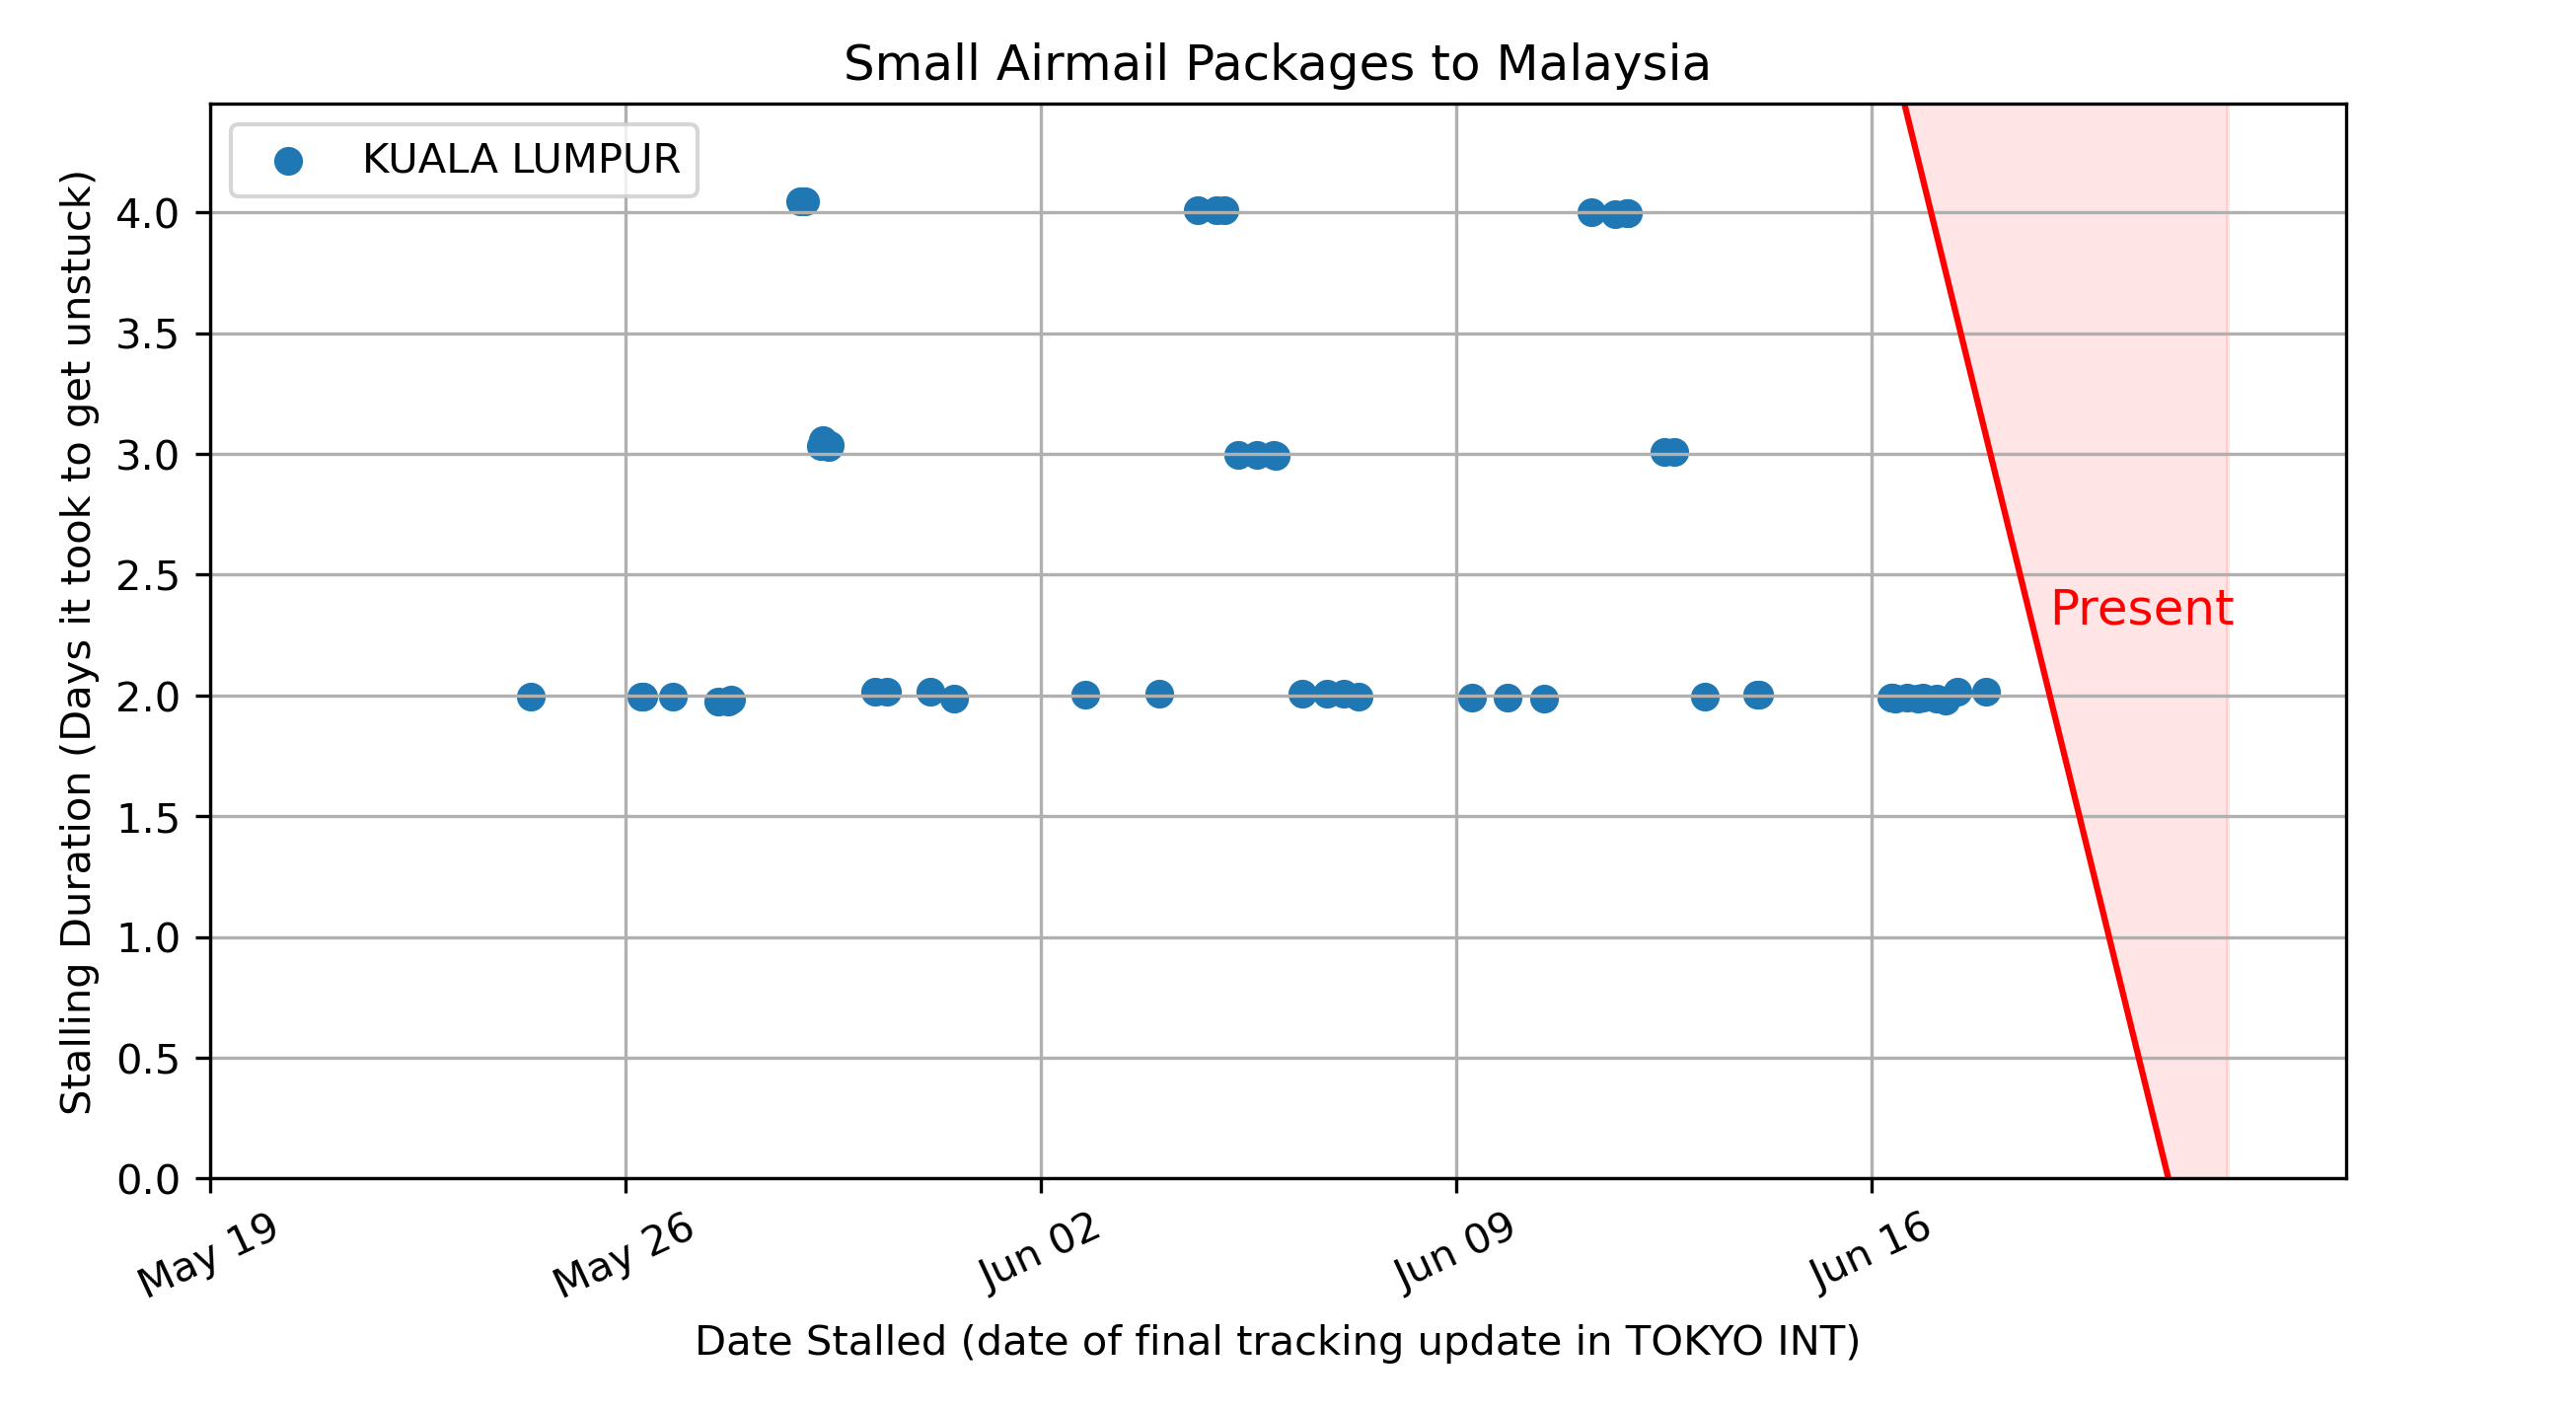 Small Airmail Packages to Malaysia
KUALA LUMPUR
Stalling Duration (Days it took to get unstuck)
4.0
3.5
3.0
2.5
2.0
1.5
1.0
0.5
0.0
Present
May 19
May 26
Jun 02
Jun 09
Jun 16
Date Stalled (date of final tracking update in TOKYO INT)